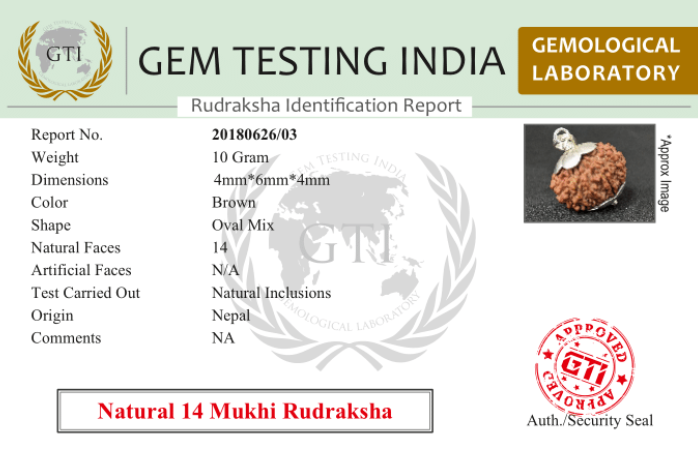 GTI
GEM TESTING INDIA
GEMOLOGICAL
LABORATORY
Rudraksha Identification Report
Report No. 20180626/03
Weight 10 Gram
Dimensions 4mm*6mm*4mm
Color Brown
Shape Oval Mix
Natural Faces 14
Artificial Faces N/A
Test Carried Out Natural Inclusions
Origin Nepal
Comments NA
*Approx Image
GEM TESTING INDIA
GTI
GEMOLOGICAL LABORATORY
Natural 14 Mukhi Rudraksha
APPROVED
GTI
APPROVED
Auth./Security Seal